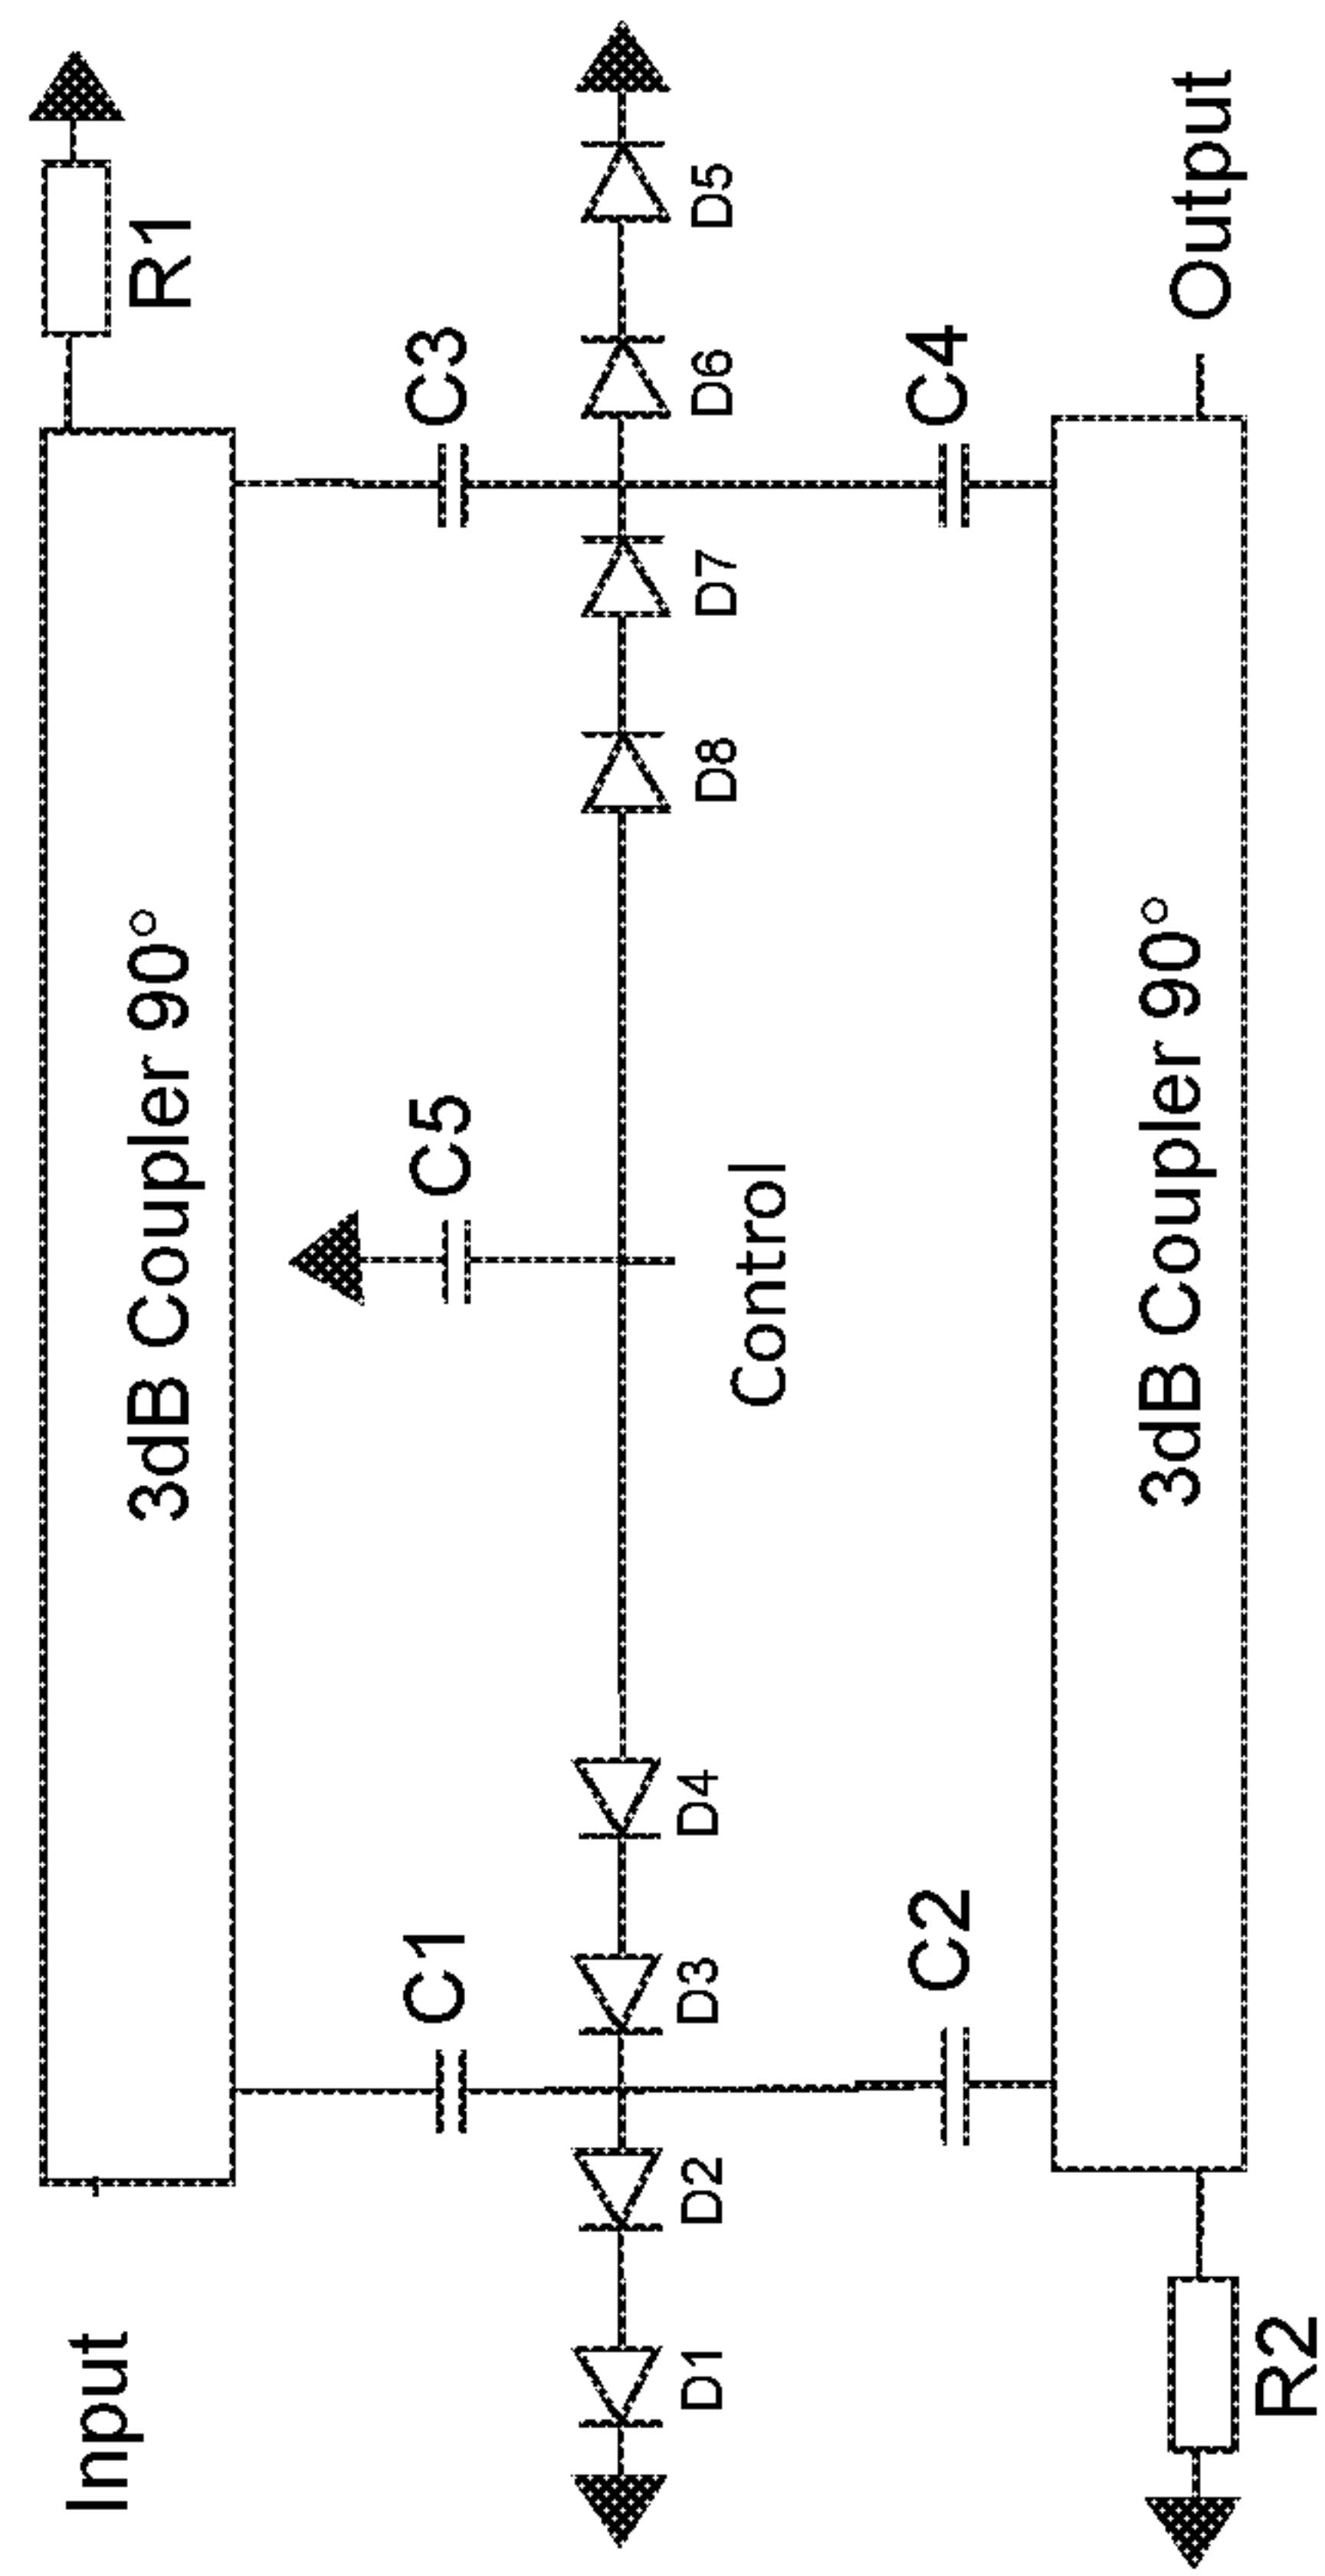 Input
3dB Coupler 90°
R1
C1
C5
C3
D1
D2
D3
D4
Control
D8
D7
D6
D5
C2
C4
R2
3dB Coupler 90°
Output